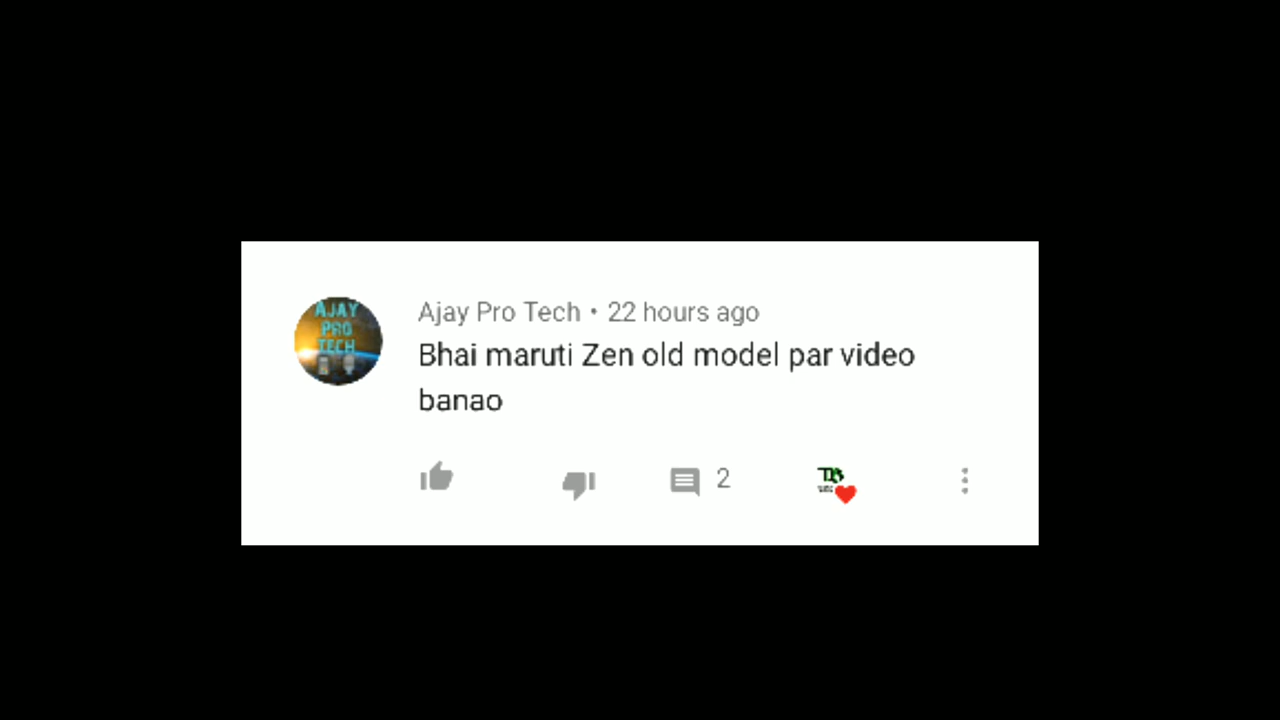 AJAY
PRO
TECH
Ajay Pro Tech • 22 hours ago
Bhai maruti Zen old model par video
banao
2